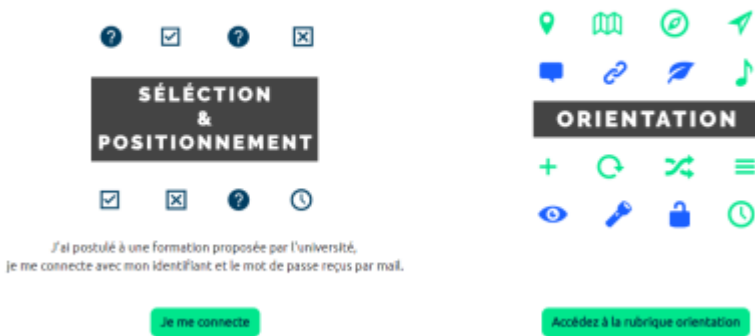 SÉLÉCTION
&
POSITIONNEMENT
J'ai postulé à une formation proposée par l'université,
je me connecte avec mon identifiant et le mot de passe reçus par mail.
Je me connecte
ORIENTATION
Accédez à la rubrique orientation